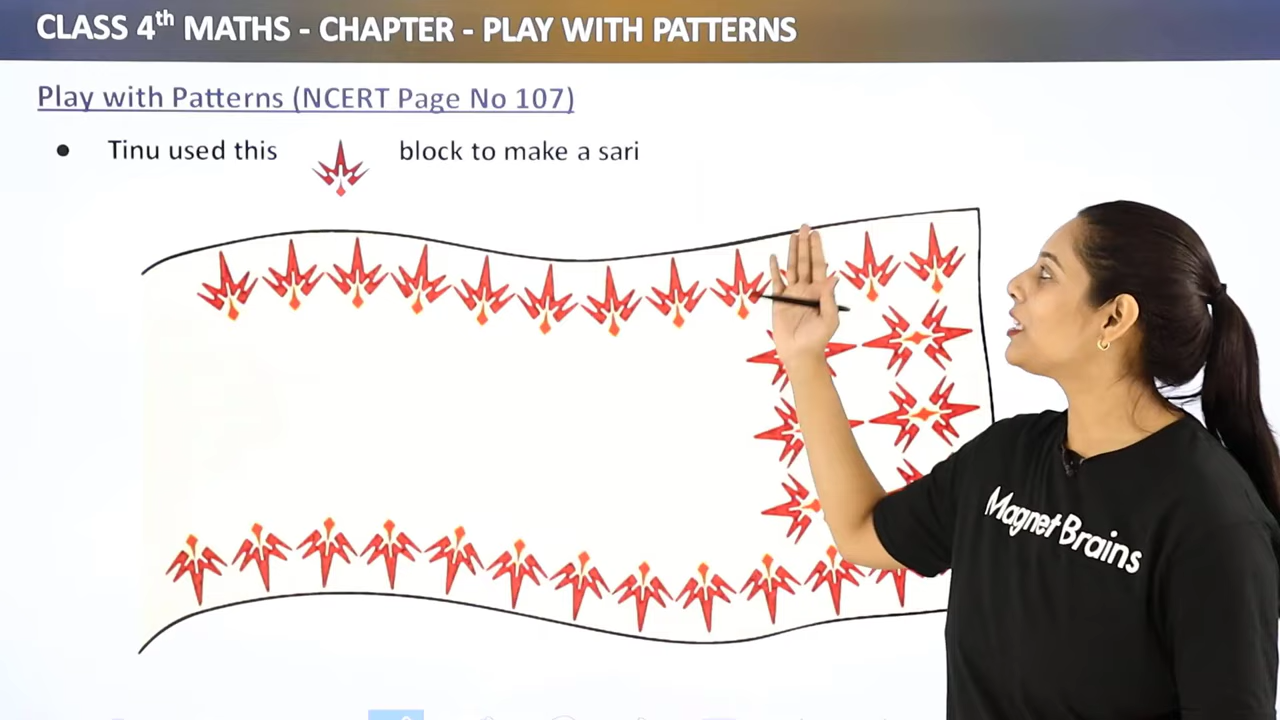 CLASS 4th MATHS - CHAPTER - PLAY WITH PATTERNS
Play with Patterns (NCERT Page No 107)
• Tinu used this block to make a sari
Magnet Brains